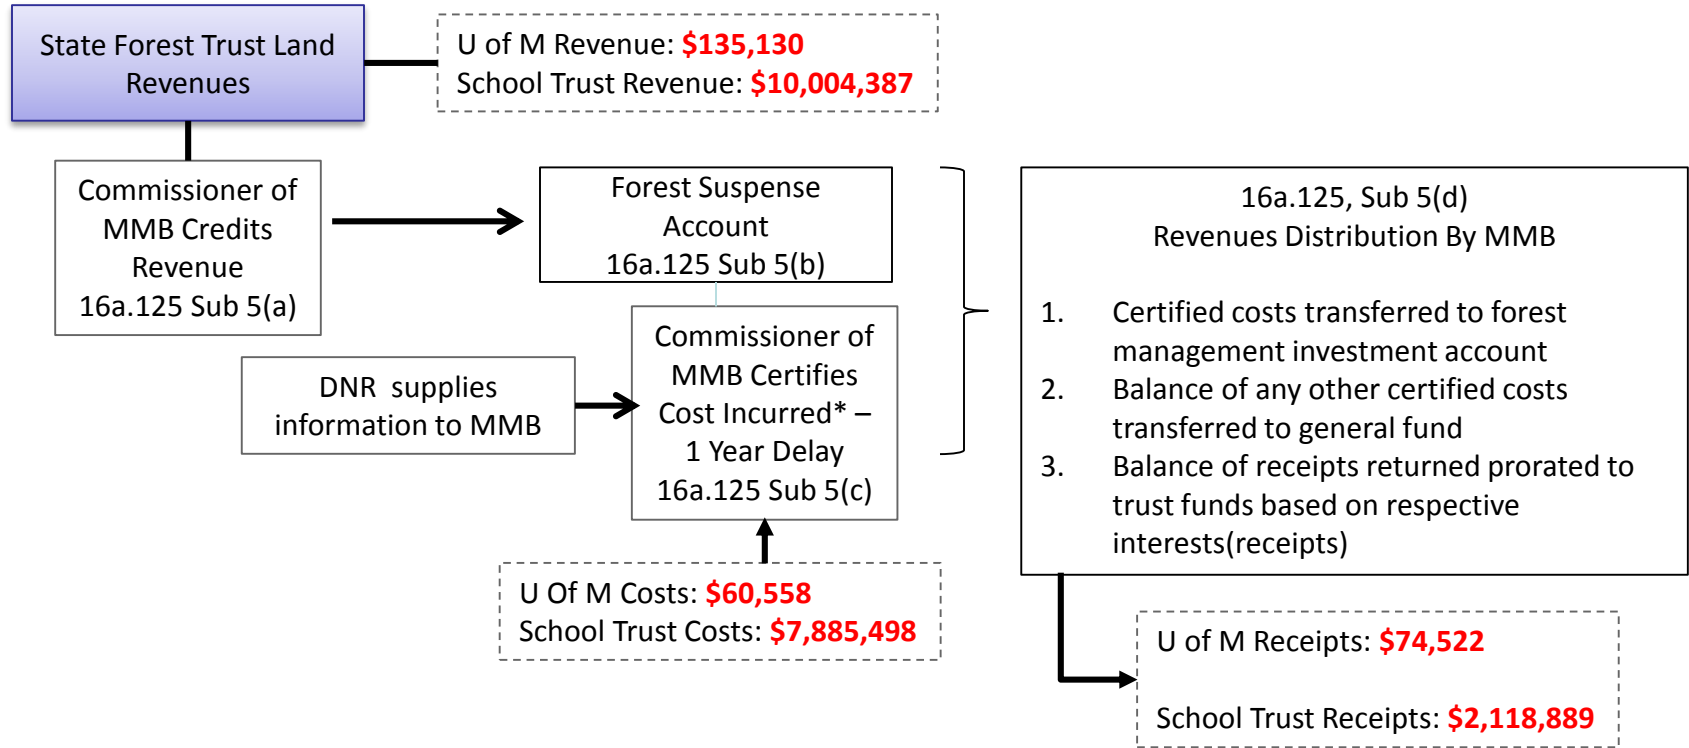 State Forest Trust Land
Revenues
U of M Revenue: $135,130
School Trust Revenue: $10,004,387
Commissioner of
MMB Credits
Revenue
16a.125 Sub 5(a)
Forest Suspense
Account
16a.125 Sub 5(b)
DNR  supplies
information to MMB
Commissioner of
MMB Certifies
Cost Incurred* –
1 Year Delay
16a.125 Sub 5(c)
U Of M Costs: $60,558
School Trust Costs: $7,885,498
16a.125, Sub 5(d)
Revenues Distribution By MMB
1. Certified costs transferred to forest
management investment account
2. Balance of any other certified costs
transferred to general fund
3. Balance of receipts returned prorated to
trust funds based on respective
interests(receipts)
U of M Receipts: $74,522
School Trust Receipts: $2,118,889